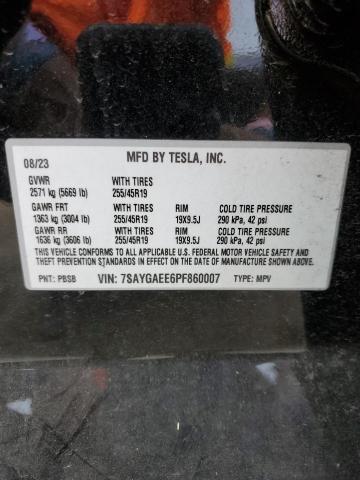 MFD BY TESLA, INC.
08/23
GVWR WITH TIRES
2571 kg (5669 lb) 255/45R19
GAWR FRT WITH TIRES RIM COLD TIRE PRESSURE
1363 kg (3004 lb) 255/45R19 19X9.5J 290 kPa, 42 psi
GAWR RR WITH TIRES RIM COLD TIRE PRESSURE
1636 kg (3606 lb) 255/45R19 19X9.5J 290 kPa, 42 psi
THIS VEHICLE CONFORMS TO ALL APPLICABLE U.S. FEDERAL MOTOR VEHICLE SAFETY AND
THEFT PREVENTION STANDARDS IN EFFECT ON THE DATE OF MANUFACTURE SHOWN ABOVE.
PNT: PBSB VIN: 7SAYGAEE6PF860007 TYPE: MPV